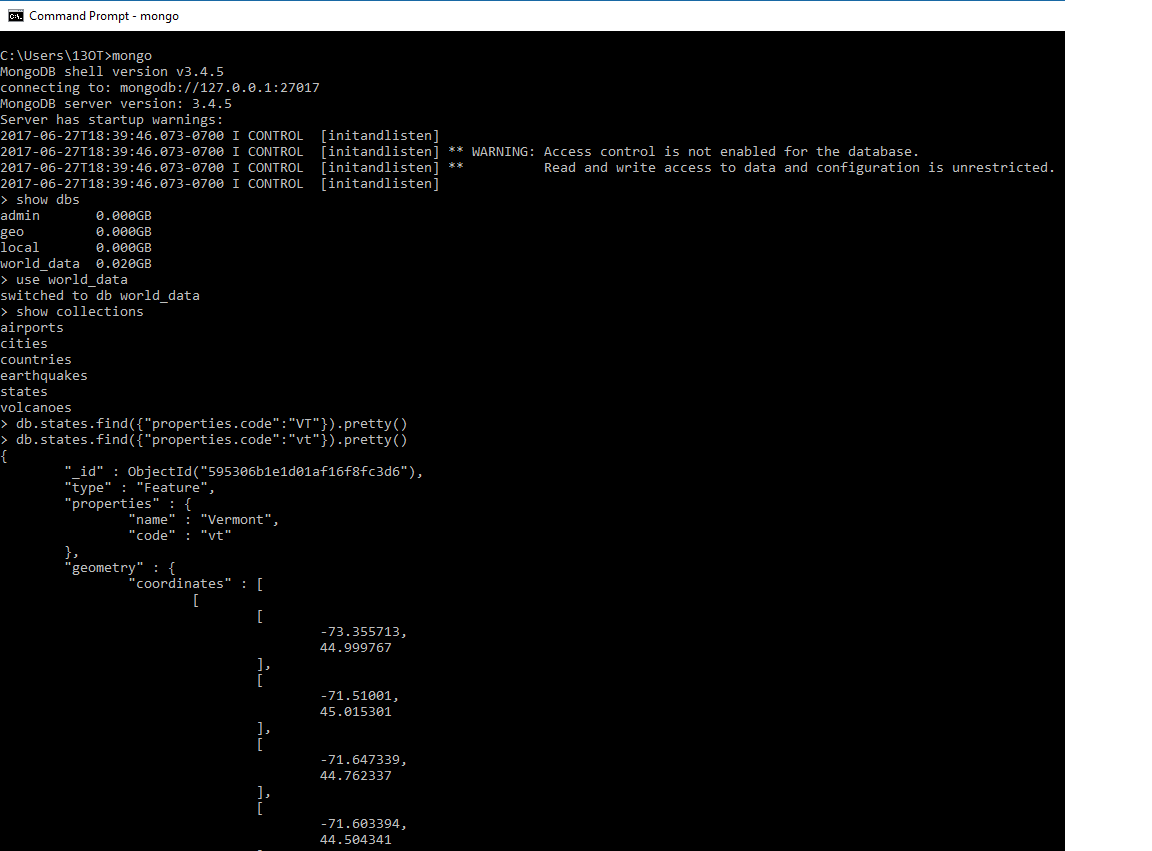 Command Prompt - mongo
C:\Users\13OT>mongo
MongoDB shell version v3.4.5
connecting to: mongodb://127.0.0.1:27017
MongoDB server version: 3.4.5
Server has startup warnings:
2017-06-27T18:39:46.073-0700 I CONTROL  [initandlisten]
2017-06-27T18:39:46.073-0700 I CONTROL  [initandlisten] ** WARNING: Access control is not enabled for the database.
2017-06-27T18:39:46.073-0700 I CONTROL  [initandlisten] **          Read and write access to data and configuration is unrestricted.
2017-06-27T18:39:46.073-0700 I CONTROL  [initandlisten]
> show dbs
admin       0.000GB
geo         0.000GB
local       0.000GB
world_data  0.020GB
> use world_data
switched to db world_data
> show collections
airports
cities
countries
earthquakes
states
volcanoes
> db.states.find({"properties.code":"VT"}).pretty()
> db.states.find({"properties.code":"vt"}).pretty()
{
        "_id" : ObjectId("595306b1e1d01af16f8fc3d6"),
        "type" : "Feature",
        "properties" : {
                "name" : "Vermont",
                "code" : "vt"
        },
        "geometry" : {
                "coordinates" : [
                        [
                                [
                                        -73.355713,
                                        44.999767
                                ],
                                [
                                        -71.51001,
                                        45.015301
                                ],
                                [
                                        -71.647339,
                                        44.762337
                                ],
                                [
                                        -71.603394,
                                        44.504341